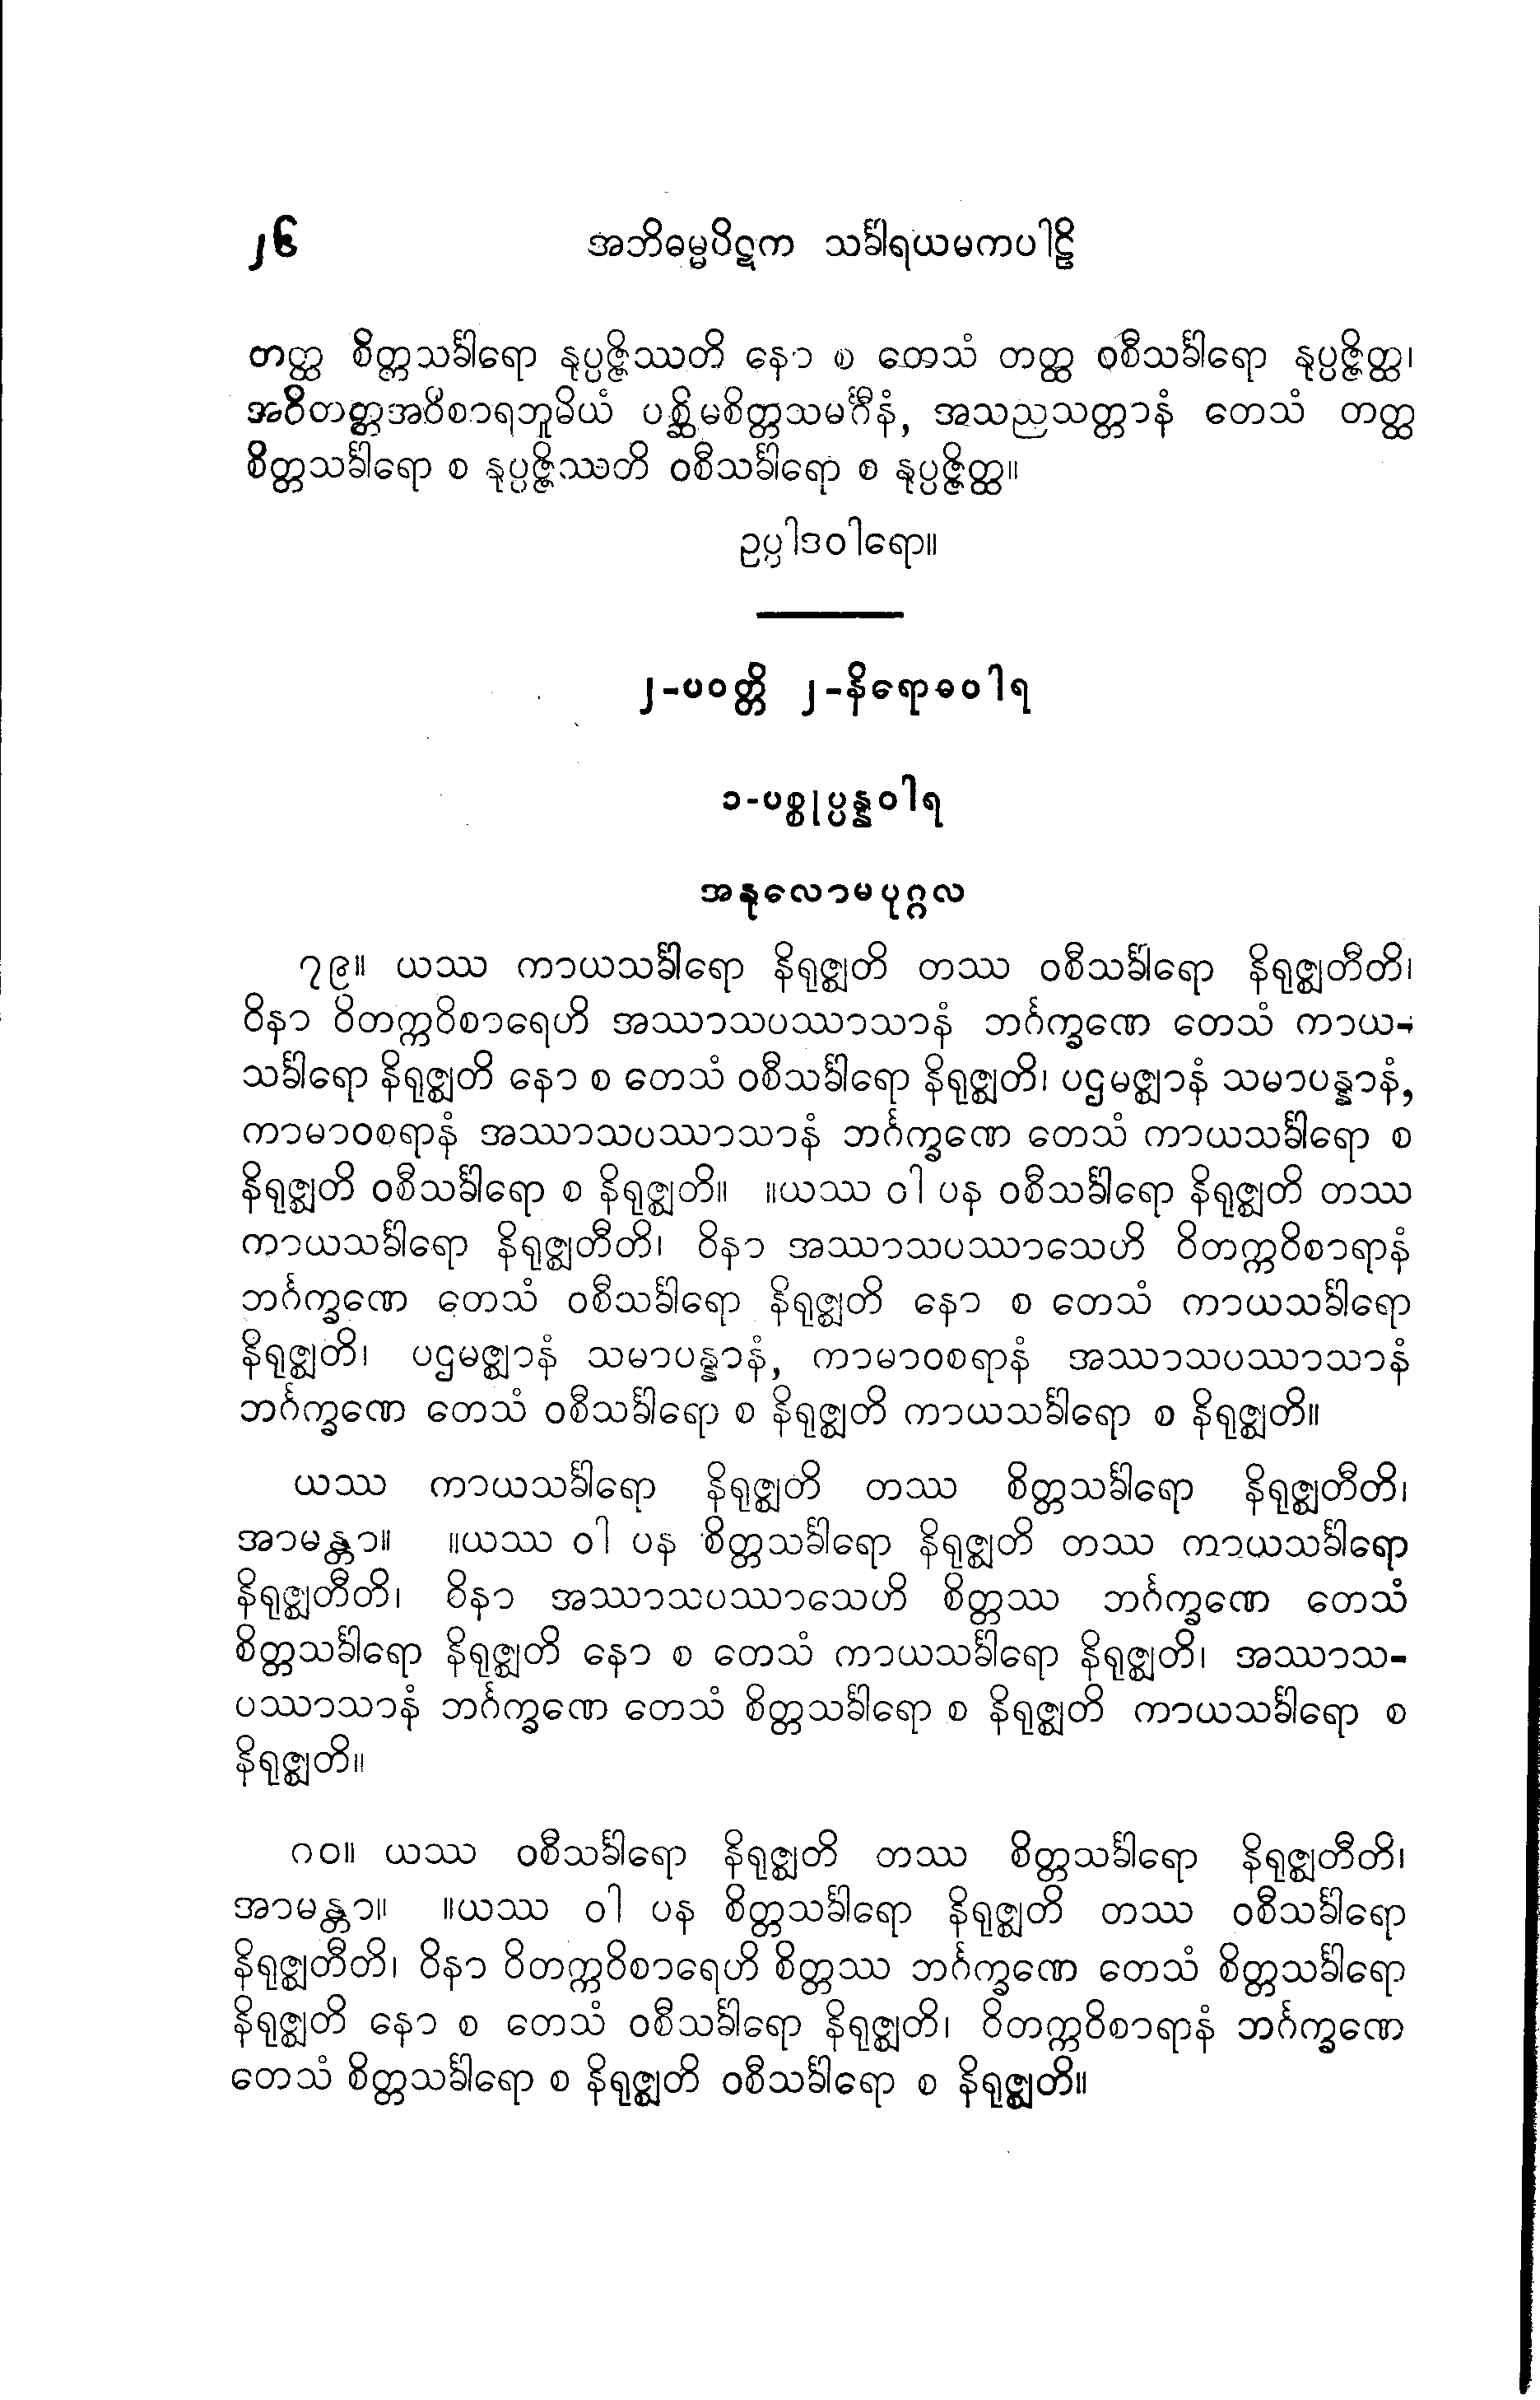 ၂၆ အဘိဓမ္မပိဋက သင်္ခါရယမကပါဠိ
တတ္ထ စိတ္တသင်္ခါရော နုပ္ပဇ္ဇိဿတိ နော စ တေသံ တတ္ထ ဝစီသင်္ခါရော နုပ္ပဇ္ဇိတ္ထ၊
အဝိတက္ကအဝိစာရဘူမိယံ ပစ္ဆိမစိတ္တသမင်္ဂီနံ, အသညသတ္တာနံ တေသံ တတ္ထ
စိတ္တသင်္ခါရော စ နုပ္ပဇ္ဇိဿတိ ဝစီသင်္ခါရော စ နုပ္ပဇ္ဇိတ္ထ။
ဥပ္ပါဒဝါရော။
၂-ပဝတ္တိ ၂-နိရောဓဝါရ
၁-ပစ္စုပ္ပန္နဝါရ
အနုလောမပုဂ္ဂလ
၇၉။ ယဿ ကာယသင်္ခါရော နိရုဇ္ဈတိ တဿ ဝစီသင်္ခါရော နိရုဇ္ဈတီတိ၊
ဝိနာ ဝိတက္ကဝိစာရေဟိ အဿာသပဿာသာနံ ဘင်္ဂက္ခဏေ တေသံ ကာယ-
သင်္ခါရော နိရုဇ္ဈတိ နော စ တေသံ ဝစီသင်္ခါရော နိရုဇ္ဈတိ၊ ပဌမဇ္ဈာနံ သမာပန္နာနံ,
ကာမာဝစရာနံ အဿာသပဿာသာနံ ဘင်္ဂက္ခဏေ တေသံ ကာယသင်္ခါရော စ
နိရုဇ္ဈတိ ဝစီသင်္ခါရော စ နိရုဇ္ဈတိ။ ။ယဿ ဝါ ပန ဝစီသင်္ခါရော နိရုဇ္ဈတိ တဿ
ကာယသင်္ခါရော နိရုဇ္ဈတီတိ၊ ဝိနာ အဿာသပဿာသေဟိ ဝိတက္ကဝိစာရာနံ
ဘင်္ဂက္ခဏေ တေသံ ဝစီသင်္ခါရော နိရုဇ္ဈတိ နော စ တေသံ ကာယသင်္ခါရော
နိရုဇ္ဈတိ၊ ပဌမဇ္ဈာနံ သမာပန္နာနံ, ကာမာဝစရာနံ အဿာသပဿာသာနံ
ဘင်္ဂက္ခဏေ တေသံ ဝစီသင်္ခါရော စ နိရုဇ္ဈတိ ကာယသင်္ခါရော စ နိရုဇ္ဈတိ။
ယဿ ကာယသင်္ခါရော နိရုဇ္ဈတိ တဿ စိတ္တသင်္ခါရော နိရုဇ္ဈတီတိ၊
အာမန္တာ။ ။ယဿ ဝါ ပန စိတ္တသင်္ခါရော နိရုဇ္ဈတိ တဿ ကာယသင်္ခါရော
နိရုဇ္ဈတီတိ၊ ဝိနာ အဿာသပဿာသေဟိ စိတ္တဿ ဘင်္ဂက္ခဏေ တေသံ
စိတ္တသင်္ခါရော နိရုဇ္ဈတိ နော စ တေသံ ကာယသင်္ခါရော နိရုဇ္ဈတိ၊ အဿာသ-
ပဿာသာနံ ဘင်္ဂက္ခဏေ တေသံ စိတ္တသင်္ခါရော စ နိရုဇ္ဈတိ ကာယသင်္ခါရော စ
နိရုဇ္ဈတိ။
၈၀။ ယဿ ဝစီသင်္ခါရော နိရုဇ္ဈတိ တဿ စိတ္တသင်္ခါရော နိရုဇ္ဈတီတိ၊
အာမန္တာ။ ။ယဿ ဝါ ပန စိတ္တသင်္ခါရော နိရုဇ္ဈတိ တဿ ဝစီသင်္ခါရော
နိရုဇ္ဈတီတိ၊ ဝိနာ ဝိတက္ကဝိစာရေဟိ စိတ္တဿ ဘင်္ဂက္ခဏေ တေသံ စိတ္တသင်္ခါရော
နိရုဇ္ဈတိ နော စ တေသံ ဝစီသင်္ခါရော နိရုဇ္ဈတိ၊ ဝိတက္ကဝိစာရာနံ ဘင်္ဂက္ခဏေ
တေသံ စိတ္တသင်္ခါရော စ နိရုဇ္ဈတိ ဝစီသင်္ခါရော စ နိရုဇ္ဈတိ။